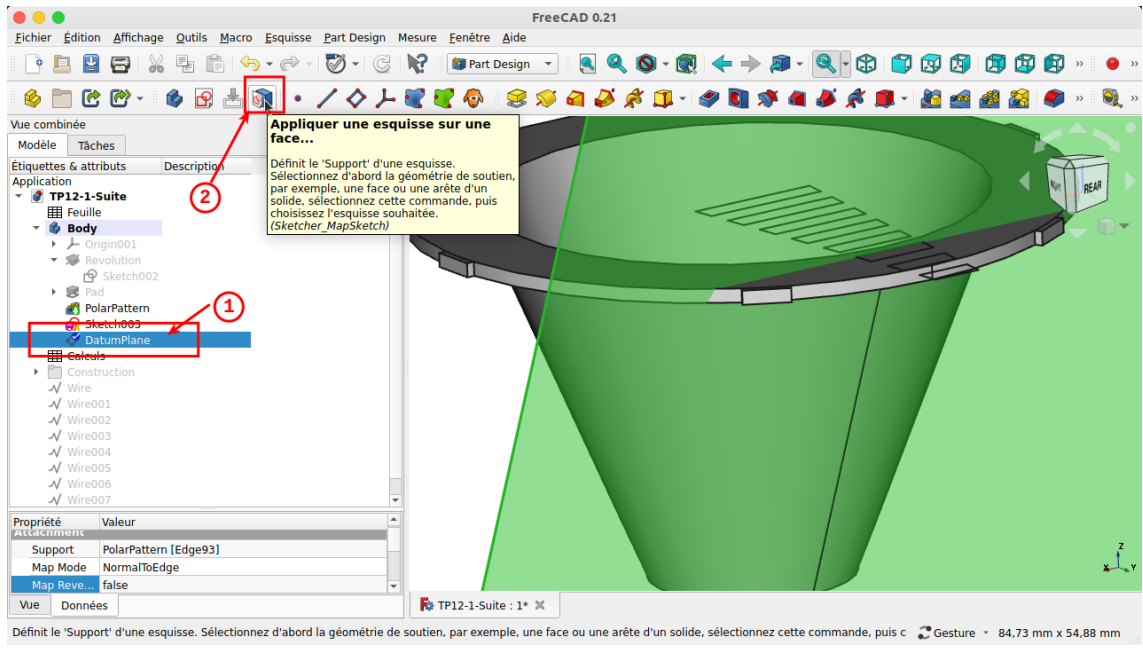 FreeCAD 0.21
Fichier Édition Affichage Outils Macro Esquisse Part Design Mesure Fenêtre Aide
Part Design
Vue combinée
Modèle Tâches
Étiquettes & attributs Description
Application
TP12-1-Suite
Feuille
Body
Origin001
Revolution
Sketch002
Pad
PolarPattern
Sketch003
DatumPlane
Calculs
Construction
Wire
Wire001
Wire002
Wire003
Wire004
Wire005
Wire006
Wire007
1
2
Appliquer une esquisse sur une
face...
Définit le 'Support' d'une esquisse.
Sélectionnez d'abord la géométrie de soutien,
par exemple, une face ou une arête d'un
solide, sélectionnez cette commande, puis
choisissez l'esquisse souhaitée.
(Sketcher_MapSketch)
RIGHT REAR
Z
X Y
Propriété Valeur
Attachment
Support PolarPattern [Edge93]
Map Mode NormalToEdge
Map Reve... false
Vue Données
TP12-1-Suite : 1*
Définit le 'Support' d'une esquisse. Sélectionnez d'abord la géométrie de soutien, par exemple, une face ou une arête d'un solide, sélectionnez cette commande, puis c Gesture 84,73 mm x 54,88 mm